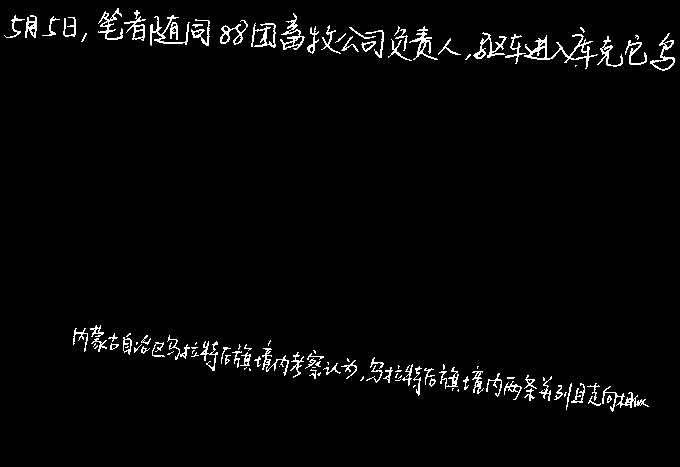 5月5日,笔者随同88团畜牧公司负责人,驱车进入库克它乌
内蒙古自治区乌拉特后旗境内考察认为,乌拉特后旗境内两条并列且走向相似